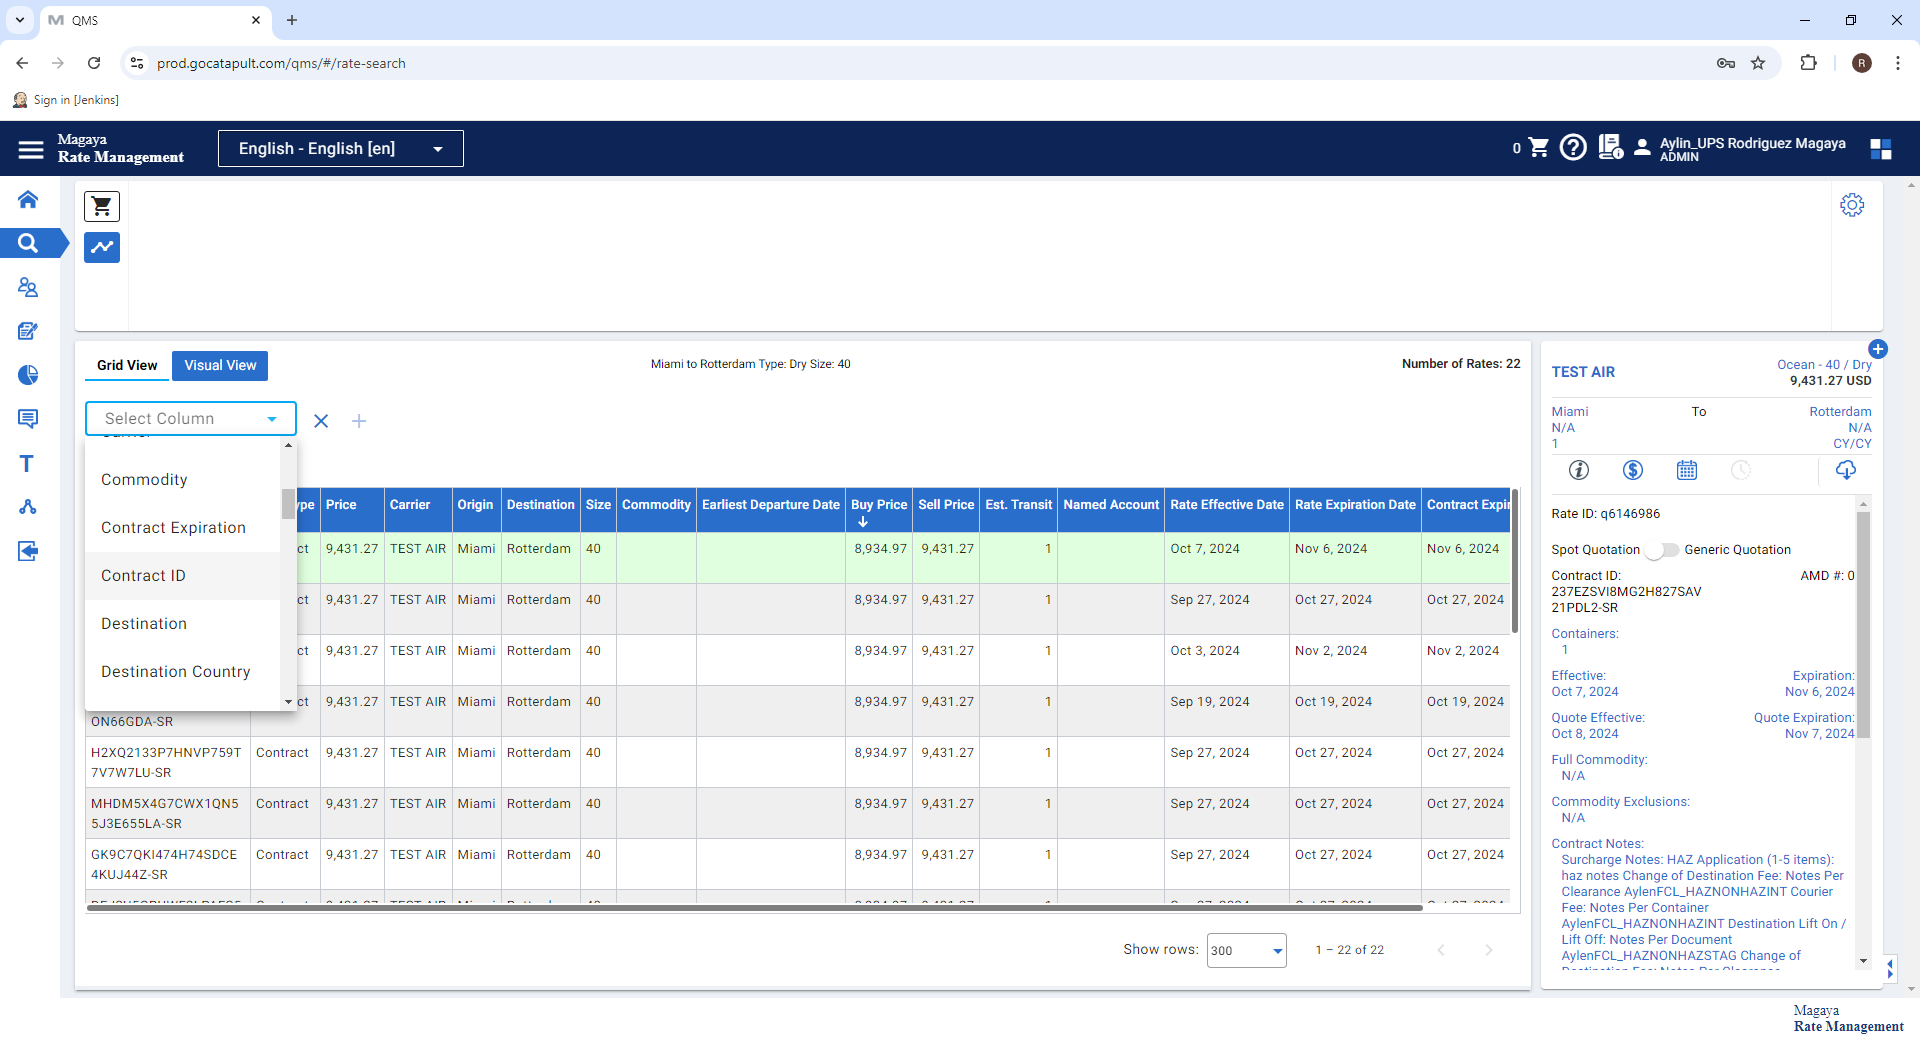 QMS
prod.gocatapult.com/qms/#/rate-search
R
Sign in [Jenkins]
Magaya
Rate Management
English - English [en]
0
Aylin_UPS Rodriguez Magaya
ADMIN
Grid View
Visual View
Miami to Rotterdam Type: Dry Size: 40
Number of Rates: 22
Select Column
Commodity
Contract Expiration
Contract ID
Destination
Destination Country
Price Carrier Origin Destination Size Commodity Earliest Departure Date Buy Price Sell Price Est. Transit Named Account Rate Effective Date Rate Expiration Date Contract Expir
ct 9,431.27 TEST AIR Miami Rotterdam 40 8,934.97 9,431.27 1 Oct 7, 2024 Nov 6, 2024 Nov 6, 2024
ct 9,431.27 TEST AIR Miami Rotterdam 40 8,934.97 9,431.27 1 Sep 27, 2024 Oct 27, 2024 Oct 27, 2024
ct 9,431.27 TEST AIR Miami Rotterdam 40 8,934.97 9,431.27 1 Oct 3, 2024 Nov 2, 2024 Nov 2, 2024
ct 9,431.27 TEST AIR Miami Rotterdam 40 8,934.97 9,431.27 1 Sep 19, 2024 Oct 19, 2024 Oct 19, 2024
ON66GDA-SR
H2XQ2133P7HNVP759T Contract 9,431.27 TEST AIR Miami Rotterdam 40 8,934.97 9,431.27 1 Sep 27, 2024 Oct 27, 2024 Oct 27, 2024
7V7W7LU-SR
MHDM5X4G7CWX1QN5 Contract 9,431.27 TEST AIR Miami Rotterdam 40 8,934.97 9,431.27 1 Sep 27, 2024 Oct 27, 2024 Oct 27, 2024
5J3E655LA-SR
GK9C7QKI474H74SDCE Contract 9,431.27 TEST AIR Miami Rotterdam 40 8,934.97 9,431.27 1 Sep 27, 2024 Oct 27, 2024 Oct 27, 2024
4KUJ44Z-SR
Show rows: 300 1 – 22 of 22
TEST AIR
Ocean - 40 / Dry
9,431.27 USD
Miami To Rotterdam
N/A N/A
1 CY/CY
Rate ID: q6146986
Spot Quotation Generic Quotation
Contract ID: AMD #: 0
237EZSVI8MG2H827SAV
21PDL2-SR
Containers:
1
Effective: Expiration:
Oct 7, 2024 Nov 6, 2024
Quote Effective: Quote Expiration:
Oct 8, 2024 Nov 7, 2024
Full Commodity:
N/A
Commodity Exclusions:
N/A
Contract Notes:
Surcharge Notes: HAZ Application (1-5 items):
haz notes Change of Destination Fee: Notes Per
Clearance AylenFCL_HAZNONHAZINT Courier
Fee: Notes Per Container
AylenFCL_HAZNONHAZINT Destination Lift On /
Lift Off: Notes Per Document
AylenFCL_HAZNONHAZSTAG Change of
Magaya
Rate Management